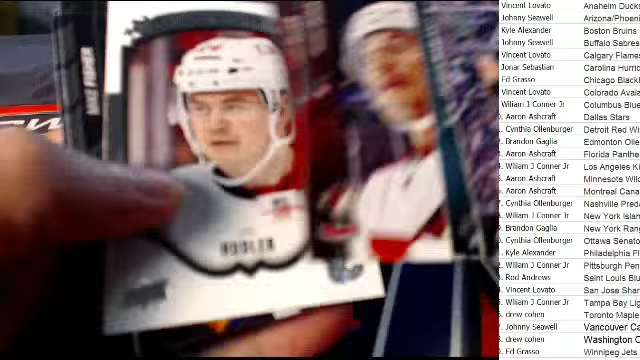 HUDLER
Vincent Lovato Anaheim Ducks
Johnny Seawell Arizona/Phoeni
Kyle Alexander Boston Bruins
Johnny Seawell Buffalo Sabres
Vincent Lovato Calgary Flames
Jonar Sebastian Carolina Hurric
Ed Grasso Chicago Blackh
Vincent Lovato Colorado Avala
William J Conner Jr Columbus Blue
Aaron Ashcraft Dallas Stars
Cynthia Ollenburger Detroit Red Wi
Brandon Gaglia Edmonton Oile
Aaron Ashcraft Florida Panthe
William J Conner Jr Los Angeles Ki
Aaron Ashcraft Minnesota Wild
Aaron Ashcraft Montreal Cana
Cynthia Ollenburger Nashville Preda
William J Conner Jr New York Islan
Brandon Gaglia New York Rang
Cynthia Ollenburger Ottawa Senato
Kyle Alexander Philadelphia Fl
William J Conner Jr Pittsburgh Pen
Rod Andrews Saint Louis Blu
Vincent Lovato San Jose Shar
William J Conner Jr Tampa Bay Lig
drew cohen Toronto Maple
Johnny Seawell Vancouver Ca
drew cohen Washington C
Ed Grasso Winnipeg Jets